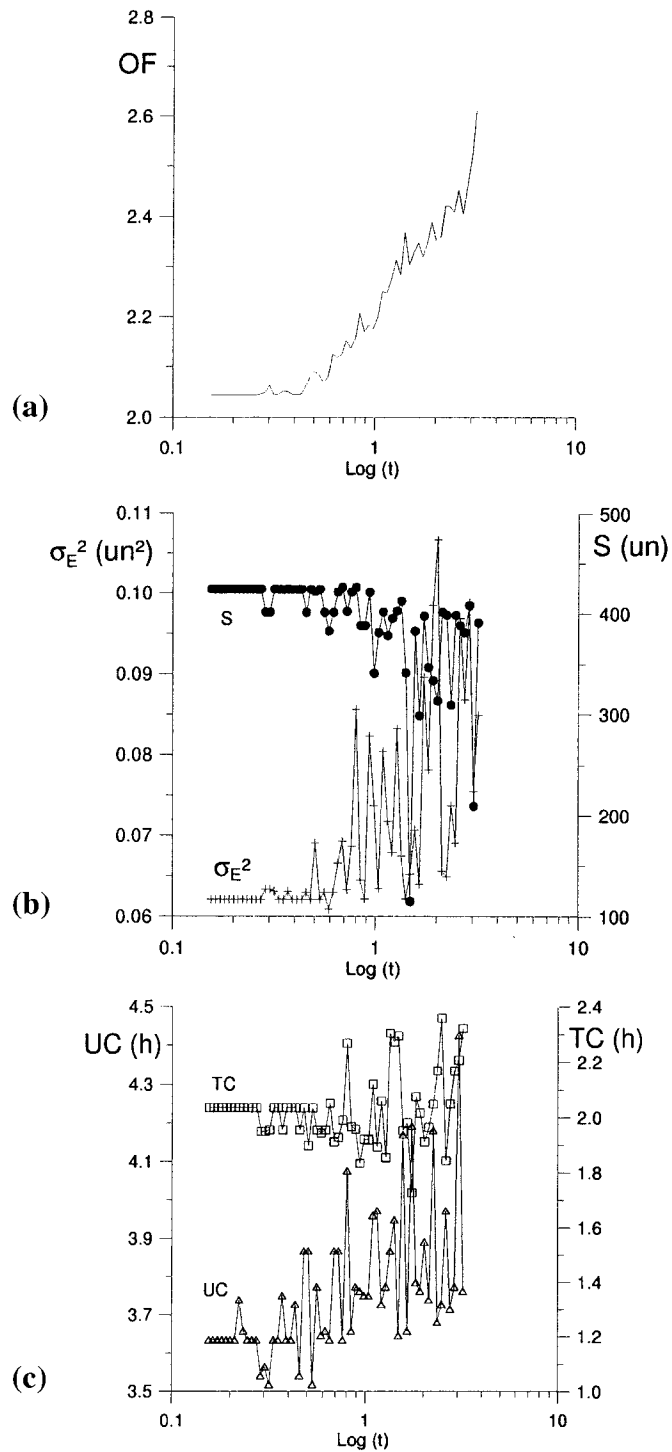 2.8
OF
2.6
2.4
2.2
2.0
0.1 1 10
Log (t)
(a)
0.11 500
σE² (un²) S (un)
0.10 400
S
0.09
0.08 300
0.07 200
σE²
0.06 100
0.1 1 10
Log (t)
(b)
4.5 2.4
UC (h) TC (h)
2.2
4.3
TC
2.0
4.1
1.8
3.9 1.6
1.4
3.7
UC
1.2
3.5 1.0
0.1 1 10
Log (t)
(c)